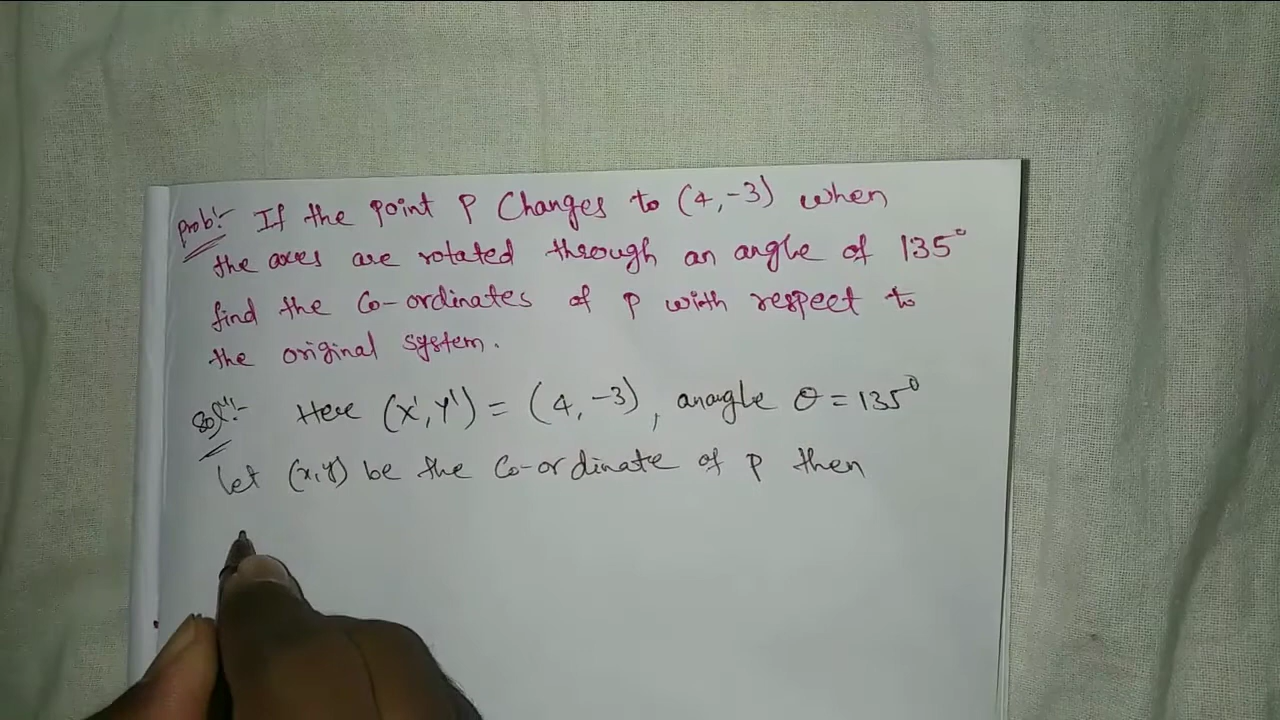 Prob:- If the point P Changes to (4,-3) when
the axes are rotated through an angle of 135°
find the Co-ordinates of P with respect to
the original system.
Solⁿ:- Here (x',y') = (4,-3), anagle θ = 135°
Let (x,y) be the Co-ordinate of P then